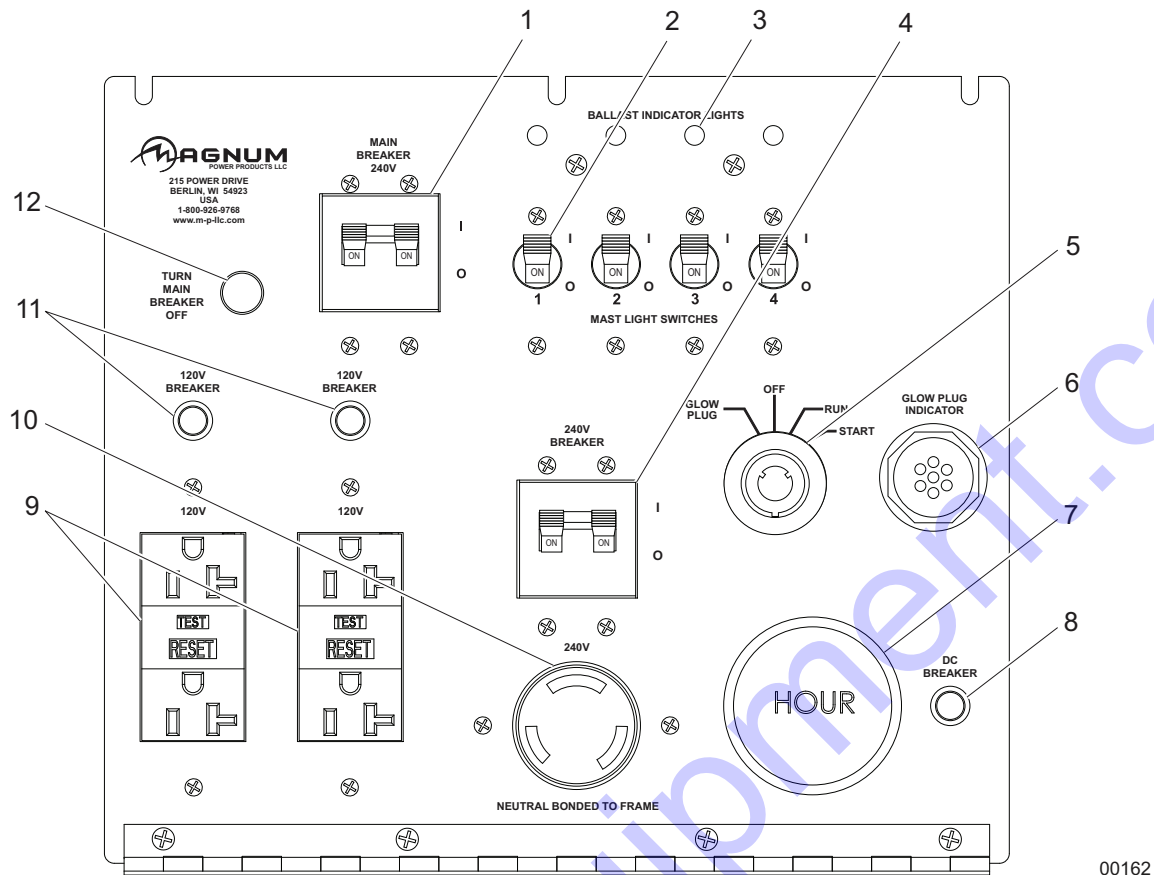 1
2
3
4
BALLAST INDICATOR LIGHTS
MAGNUM
POWER PRODUCTS LLC
215 POWER DRIVE
BERLIN, WI 54923
USA
1-800-926-9768
www.m-p-llc.com
MAIN
BREAKER
240V
I
O
ON
ON
I
I
I
I
ON
ON
ON
ON
O
O
O
O
1
2
3
4
MAST LIGHT SWITCHES
12
TURN
MAIN
BREAKER
OFF
5
11
120V
BREAKER
120V
BREAKER
OFF
GLOW
PLUG
RUN
START
GLOW PLUG
INDICATOR
6
10
240V
BREAKER
I
O
ON
ON
7
9
120V
120V
TEST
RESET
TEST
RESET
240V
HOUR
DC
BREAKER
8
NEUTRAL BONDED TO FRAME
00162